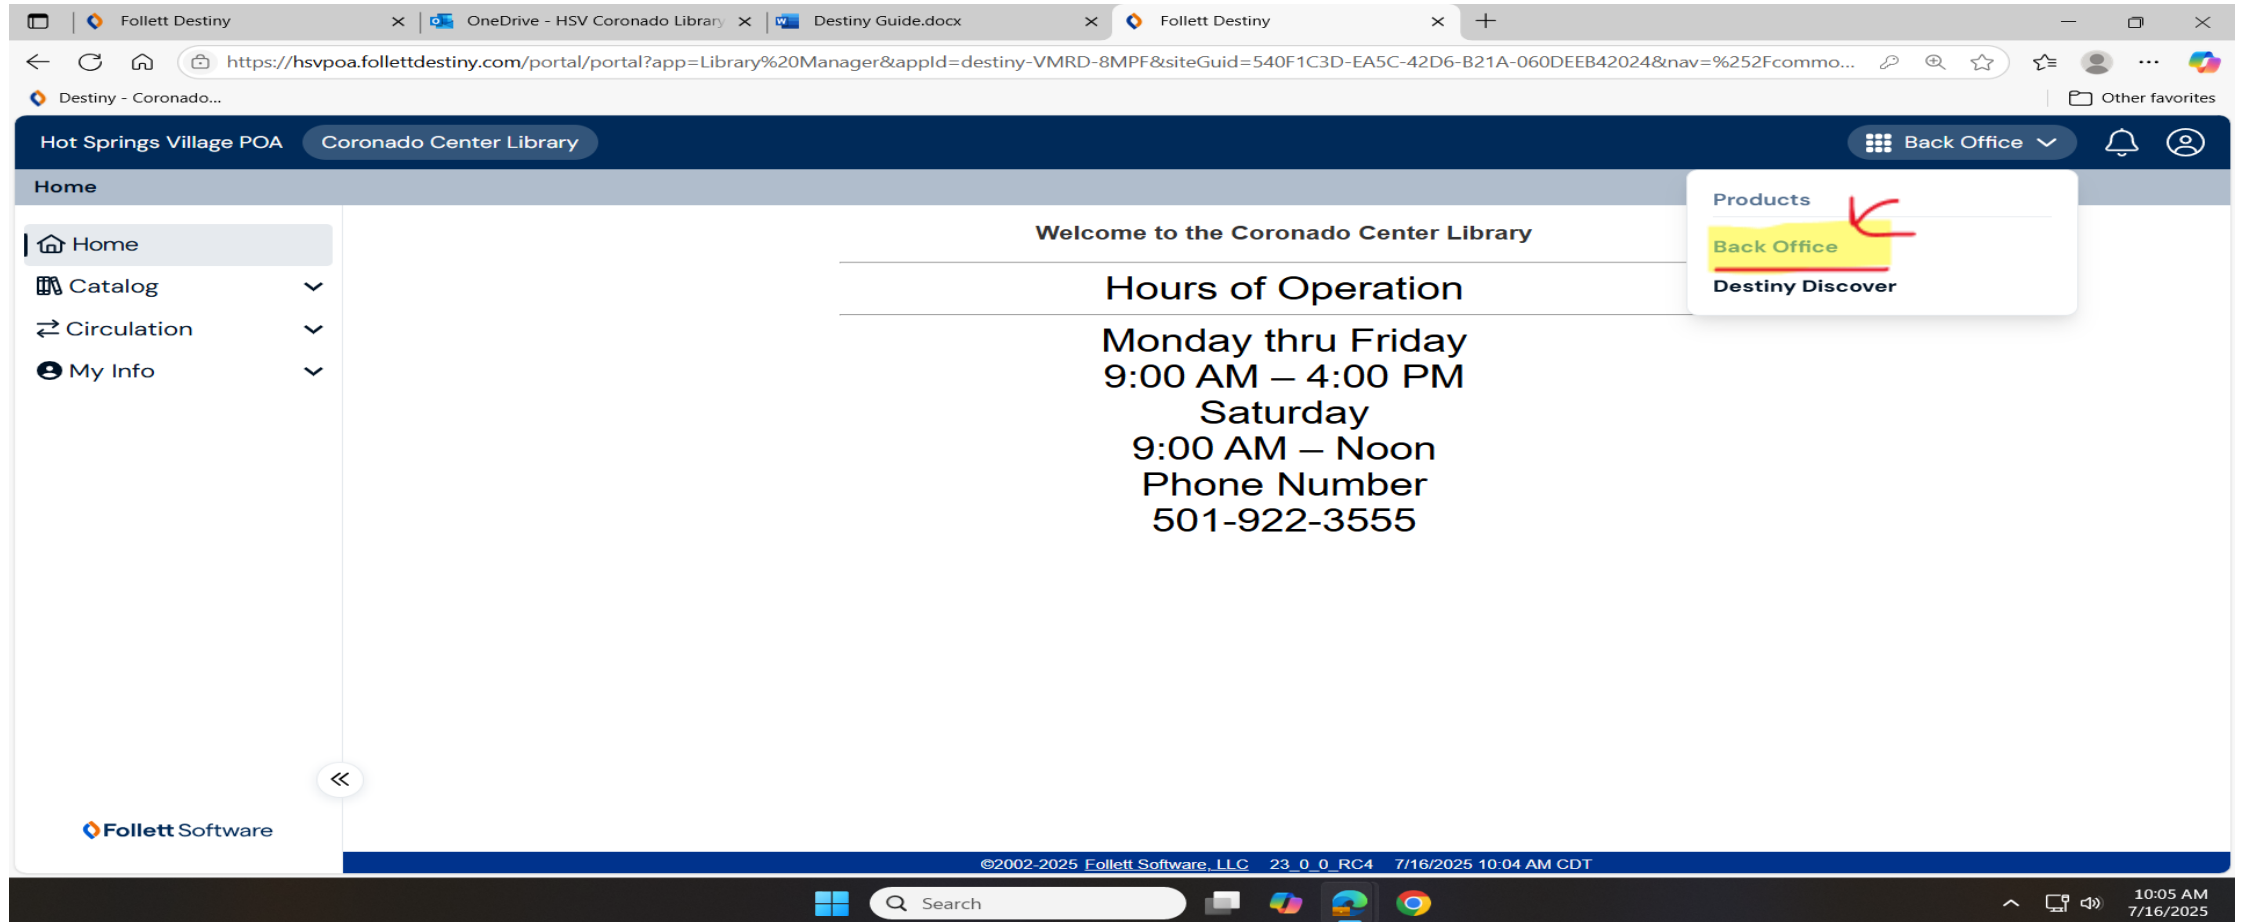 Follett Destiny
OneDrive - HSV Coronado Library
Destiny Guide.docx
Follett Destiny
https://hsvpoa.follettdestiny.com/portal/portal?app=Library%20Manager&appId=destiny-VMRD-8MPF&siteGuid=540F1C3D-EA5C-42D6-B21A-060DEEB42024&nav=%252Fcommo...
Destiny - Coronado...
Other favorites
Hot Springs Village POA
Coronado Center Library
Back Office
Home
Products
Back Office
Destiny Discover
Home
Catalog
Circulation
My Info
Welcome to the Coronado Center Library
Hours of Operation
Monday thru Friday
9:00 AM – 4:00 PM
Saturday
9:00 AM – Noon
Phone Number
501-922-3555
Follett Software
©2002-2025 Follett Software, LLC 23_0_0_RC4 7/16/2025 10:04 AM CDT
Search
10:05 AM
7/16/2025